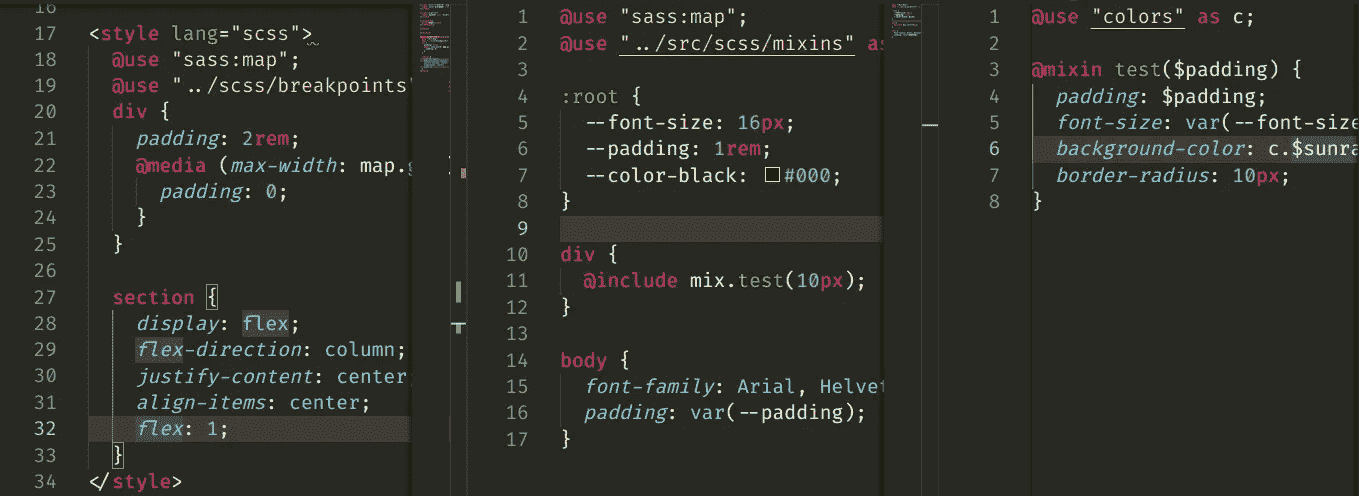 16
17 <style lang="scss">
18 @use "sass:map";
19 @use "../scss/breakpoints"
20 div {
21 padding: 2rem;
22 @media (max-width: map.
23 padding: 0;
24 }
25 }
26
27 section {
28 display: flex;
29 flex-direction: column;
30 justify-content: center
31 align-items: center;
32 flex: 1;
33 }
34 </style>
1 @use "sass:map";
2 @use "../src/scss/mixins" as
3
4 :root {
5 --font-size: 16px;
6 --padding: 1rem;
7 --color-black: #000;
8 }
9
10 div {
11 @include mix.test(10px);
12 }
13
14 body {
15 font-family: Arial, Helvet
16 padding: var(--padding);
17 }
1 @use "colors" as c;
2
3 @mixin test($padding) {
4 padding: $padding;
5 font-size: var(--font-size
6 background-color: c.$sunra
7 border-radius: 10px;
8 }